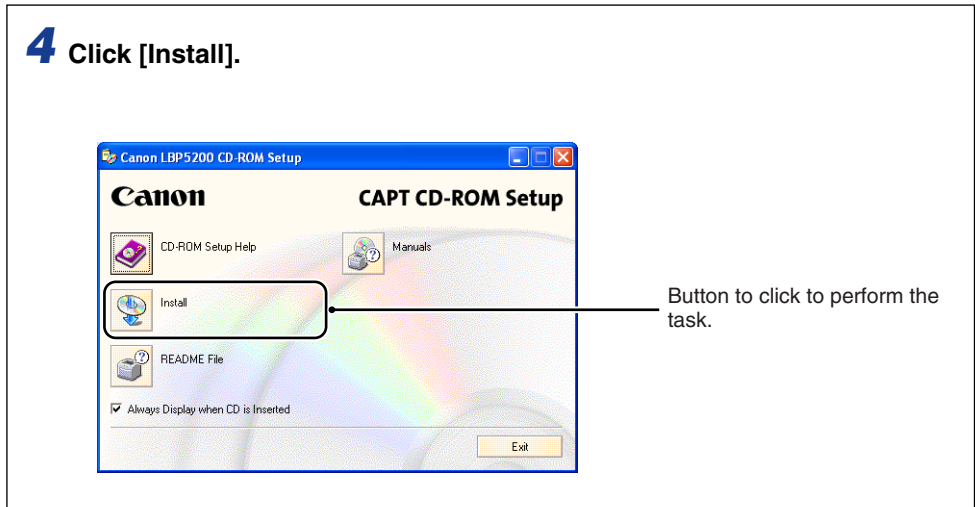 4 Click [Install].
Canon LBP5200 CD-ROM Setup
Canon
CAPT CD-ROM Setup
CD-ROM Setup Help
Manuals
Install
Button to click to perform the
task.
README File
Always Display when CD is Inserted
Exit